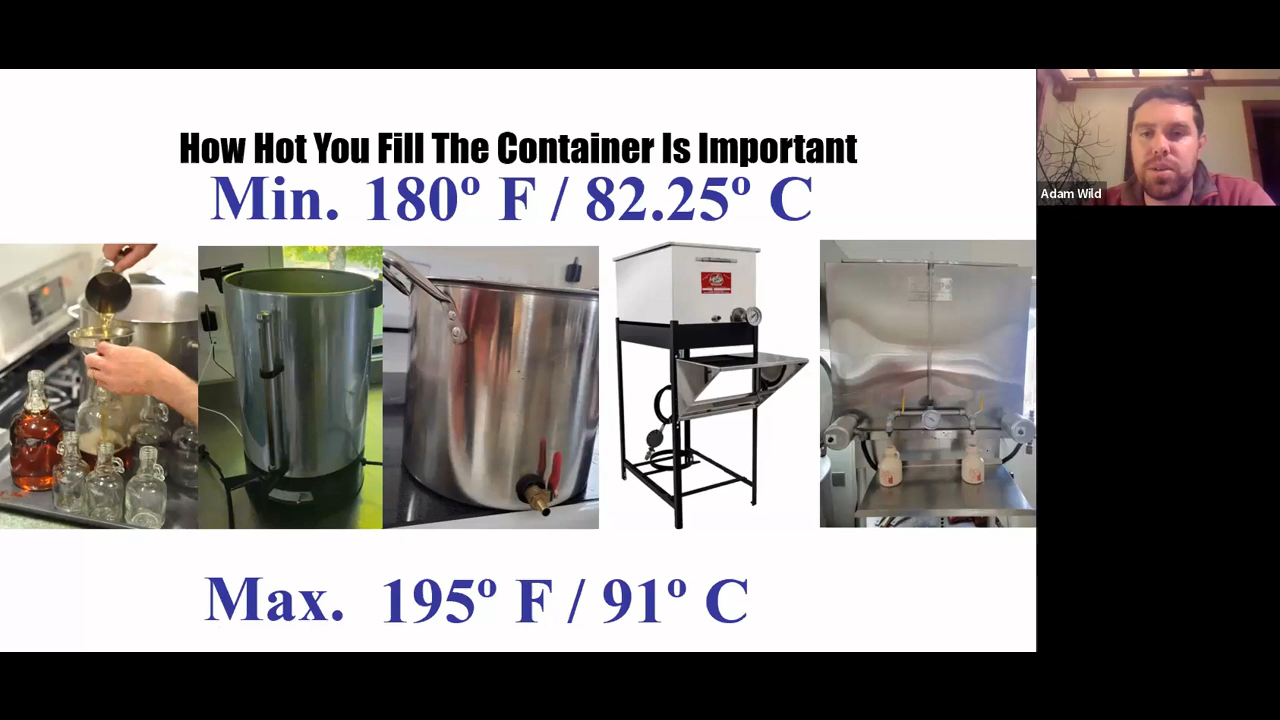 How Hot You Fill The Container Is Important
Min. 180º F / 82.25º C
Max. 195º F / 91º C
Adam Wild